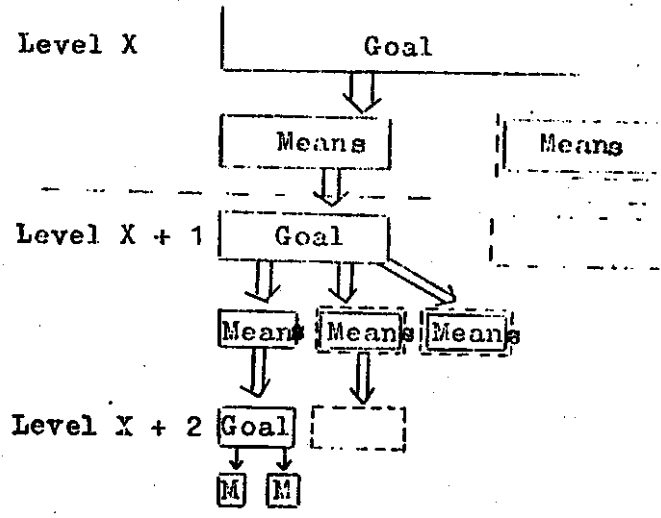 Level X Goal
Means Means
Level X + 1 Goal
Means Means Means
Level X + 2 Goal
M M